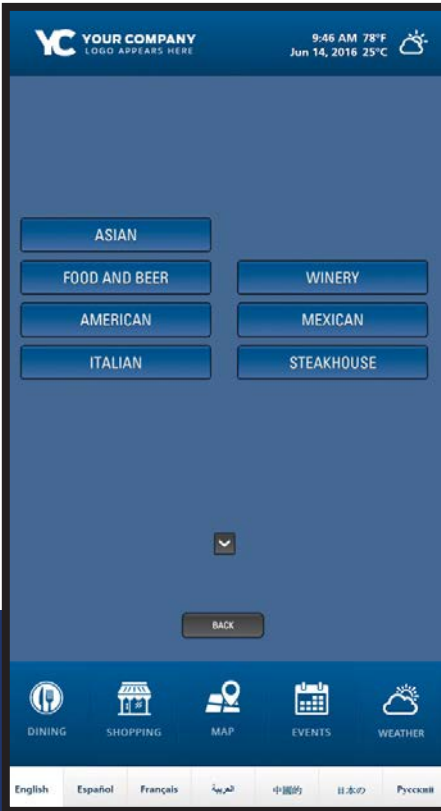 YC YOUR COMPANY
LOGO APPEARS HERE
9:46 AM 78°F
Jun 14, 2016 25°C
ASIAN
FOOD AND BEER
WINERY
AMERICAN
MEXICAN
ITALIAN
STEAKHOUSE
BACK
DINING
SHOPPING
MAP
EVENTS
WEATHER
English Español Français العربية 中國的 日本の Русский